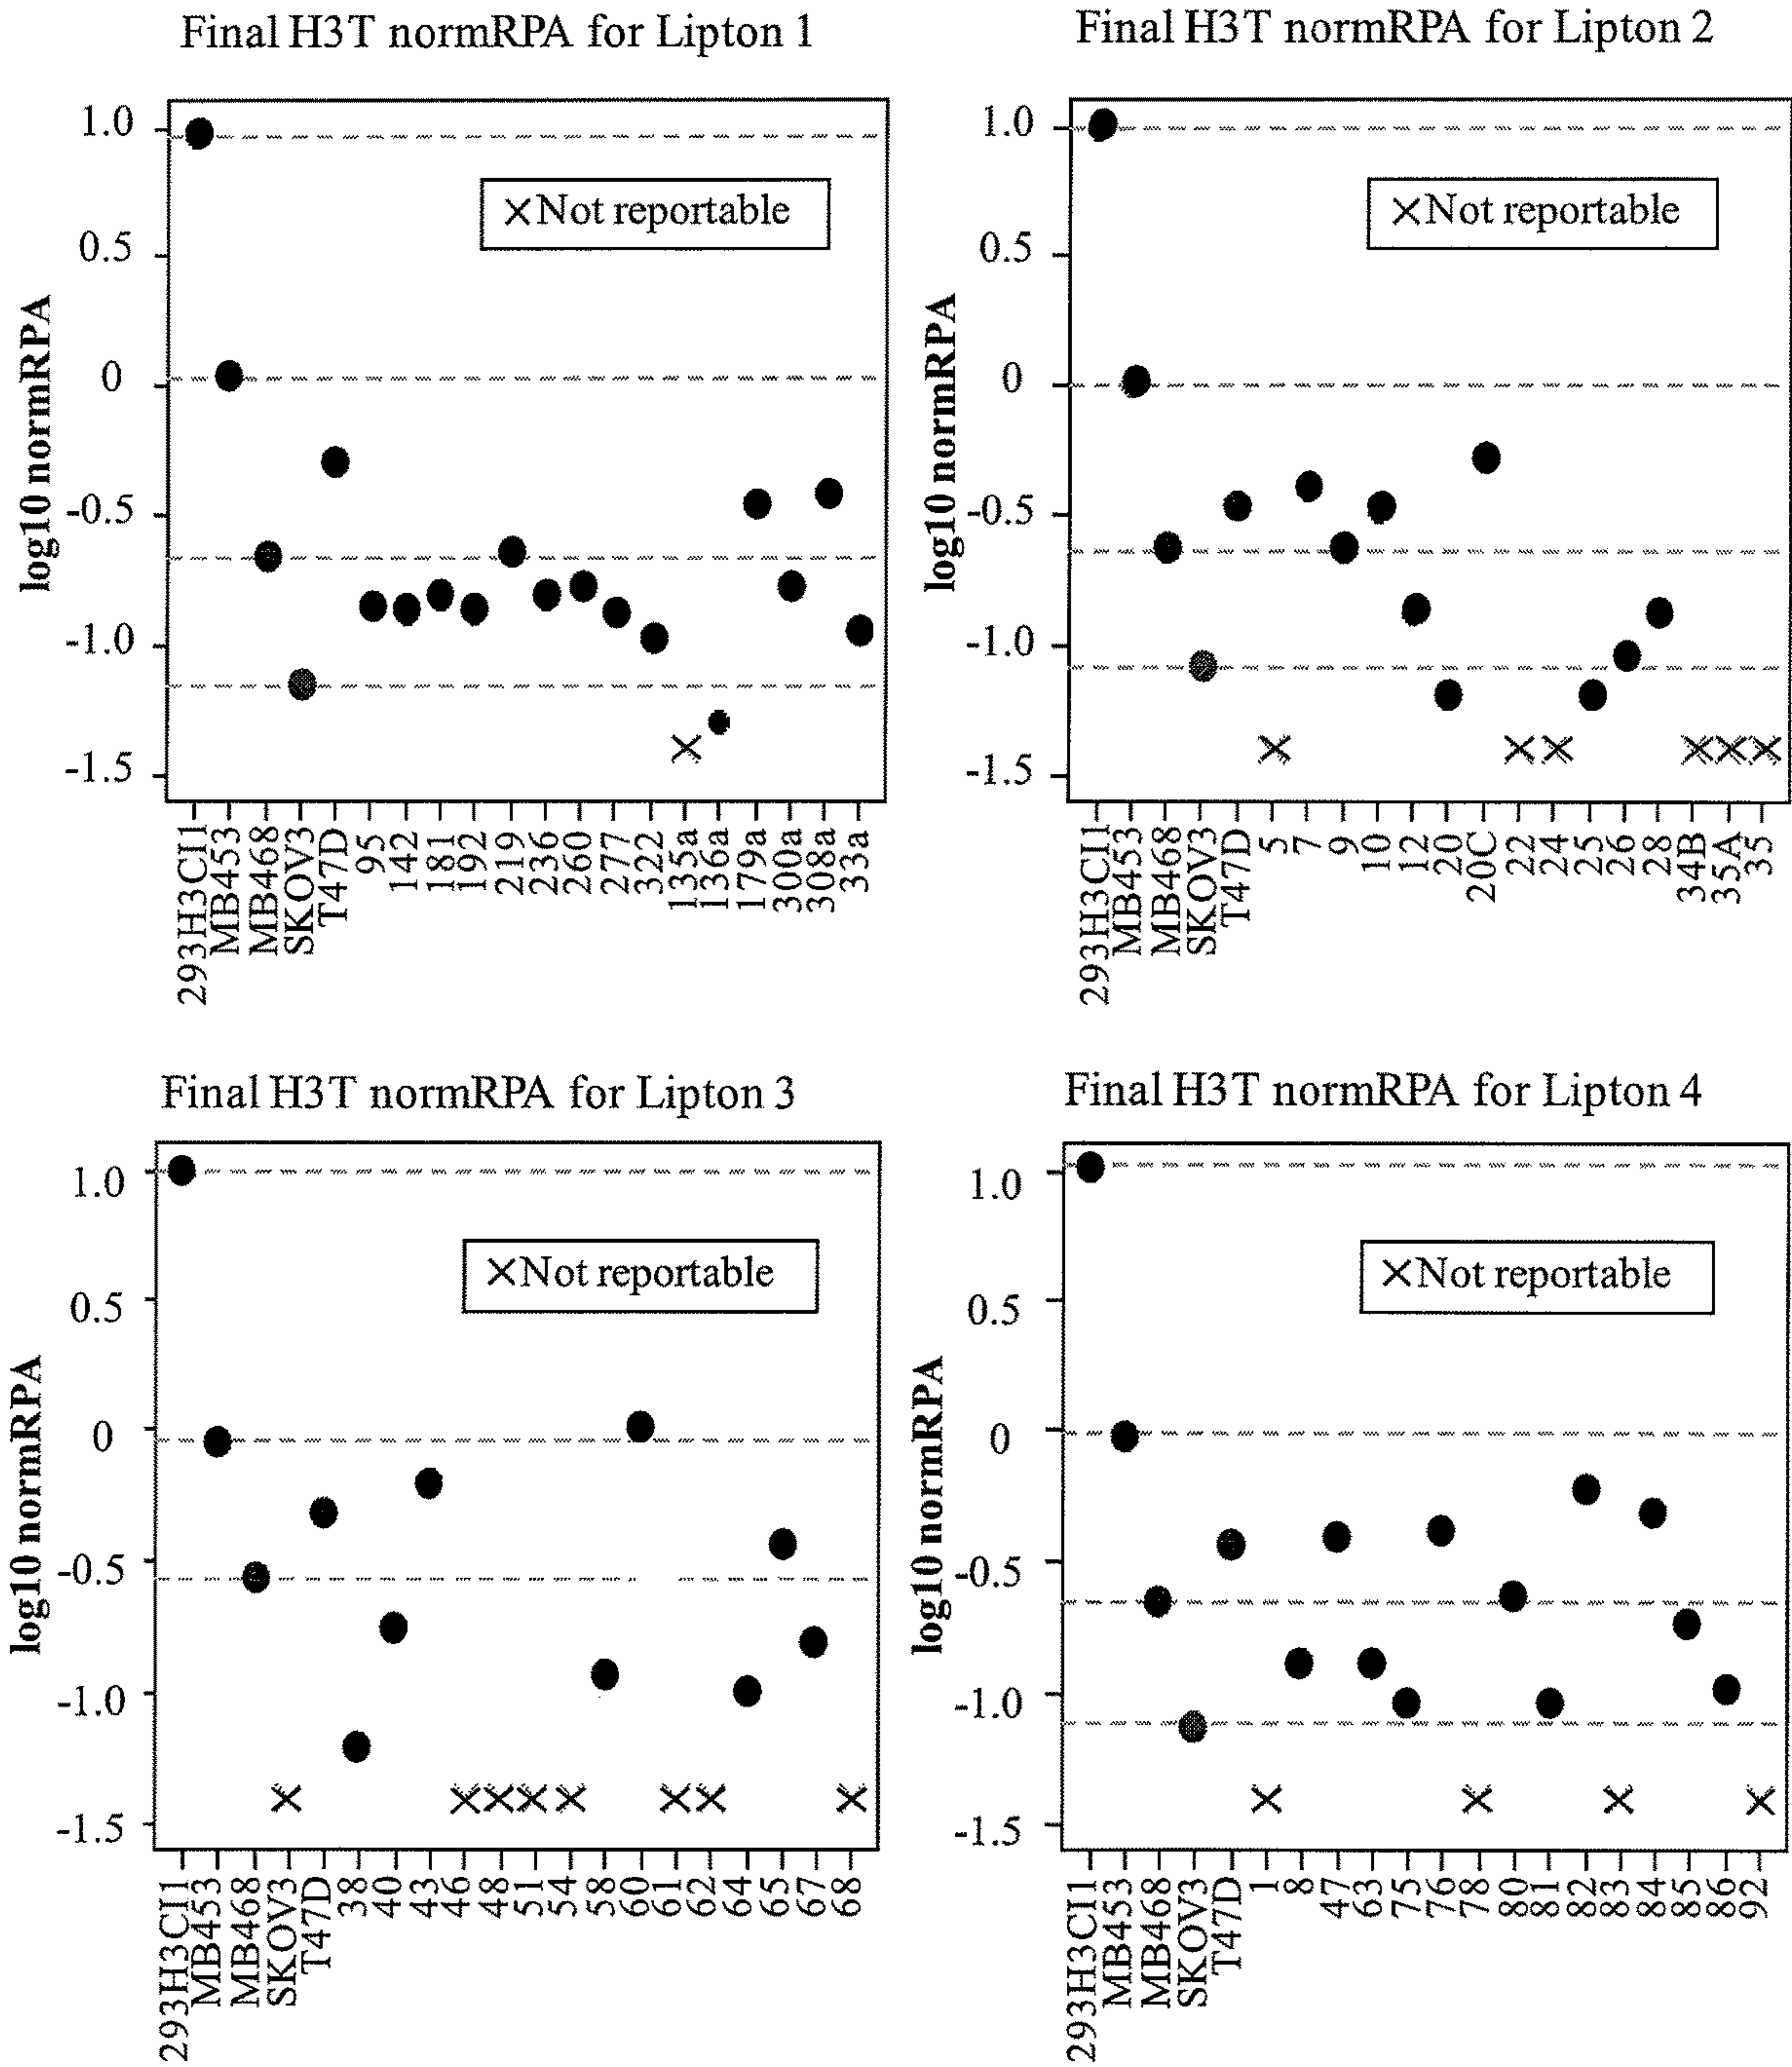 Final H3T normRPA for Lipton 1
log10 normRPA
1.0
0.5
0
-0.5
-1.0
-1.5
×Not reportable
293H3CI1
MB453
MB468
SKOV3
T47D
95
142
181
192
219
236
260
277
322
135a
136a
179a
300a
308a
33a
Final H3T normRPA for Lipton 2
log10 normRPA
1.0
0.5
0
-0.5
-1.0
-1.5
×Not reportable
293H3CI1
MB453
MB468
SKOV3
T47D
5
7
9
10
12
20
20C
22
24
25
26
28
34B
35A
35
Final H3T normRPA for Lipton 3
log10 normRPA
1.0
0.5
0
-0.5
-1.0
-1.5
×Not reportable
293H3CI1
MB453
MB468
SKOV3
T47D
38
40
43
46
48
51
54
58
60
61
62
64
65
67
68
Final H3T normRPA for Lipton 4
log10 normRPA
1.0
0.5
0
-0.5
-1.0
-1.5
×Not reportable
293H3CI1
MB453
MB468
SKOV3
T47D
1
8
47
63
75
76
78
80
81
82
83
84
85
86
92